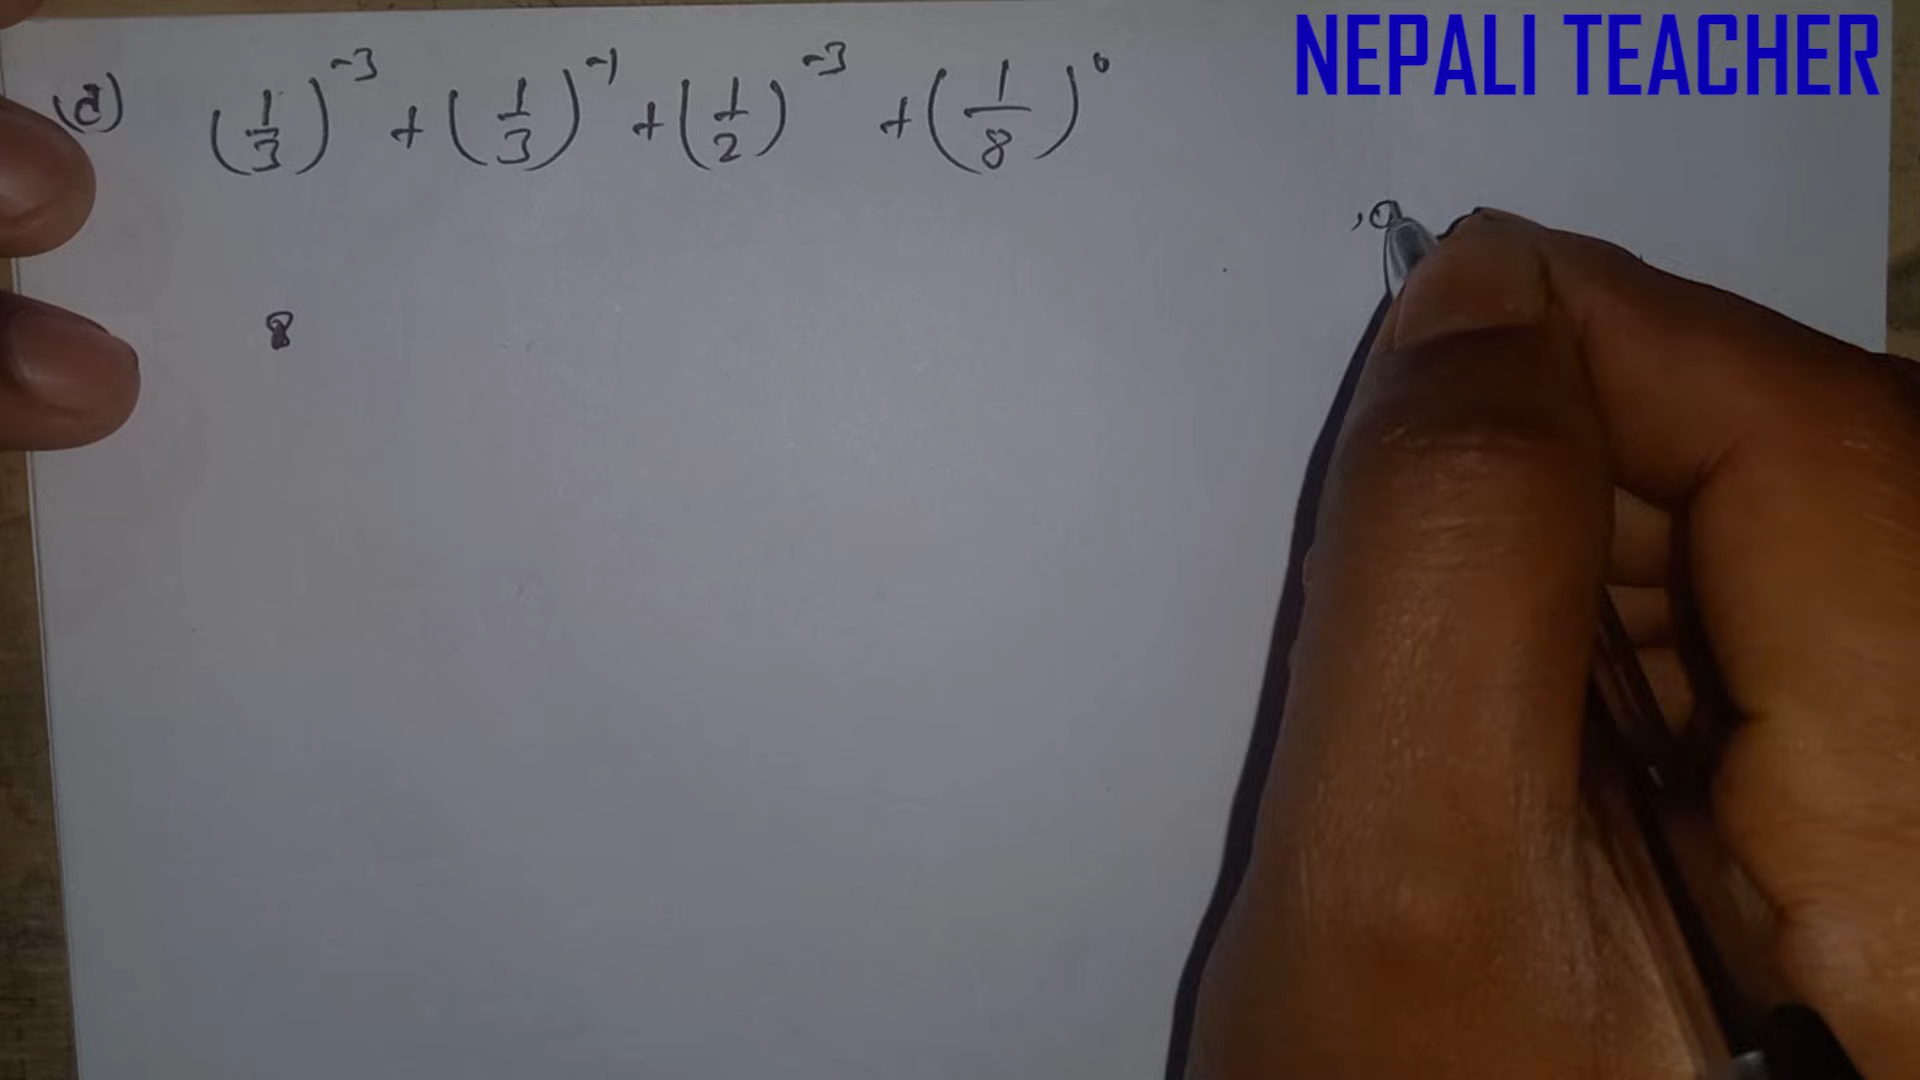 NEPALI TEACHER
(d) (1/3)^-3 + (1/3)^-1 + (1/2)^-3 + (1/8)^0
, a
8